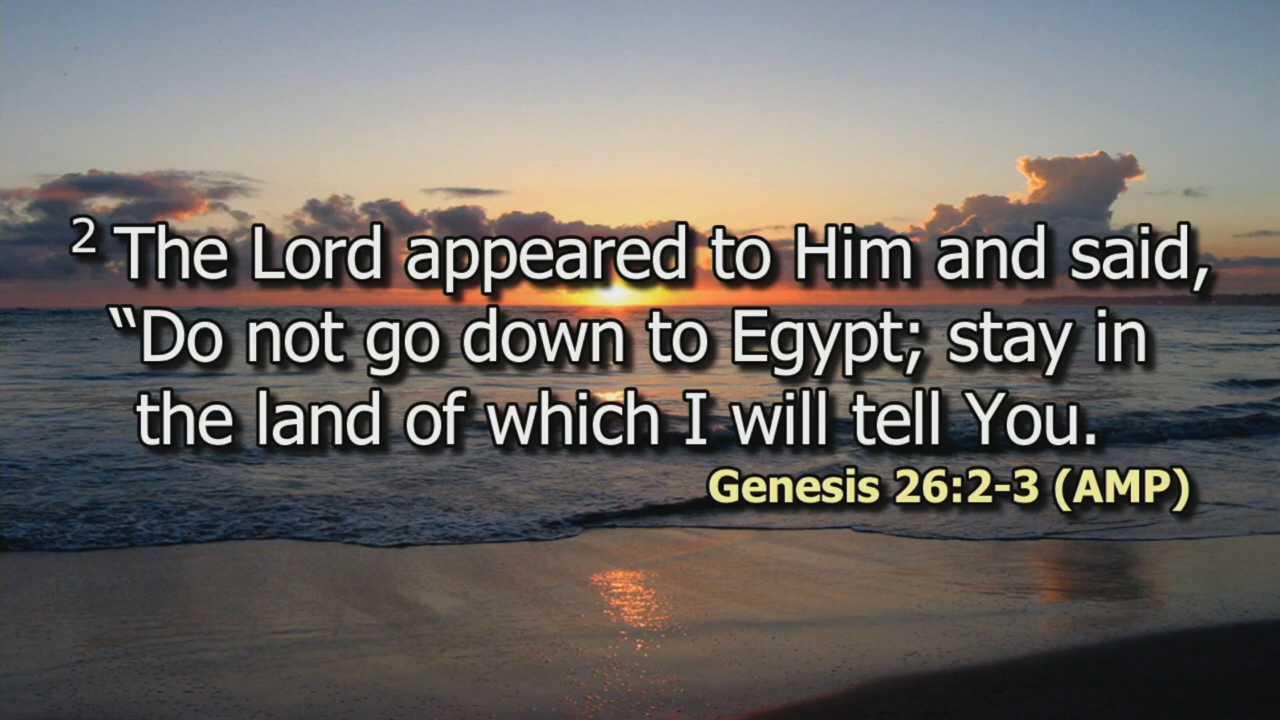 2 The Lord appeared to Him and said,
“Do not go down to Egypt; stay in
the land of which I will tell You.
Genesis 26:2-3 (AMP)